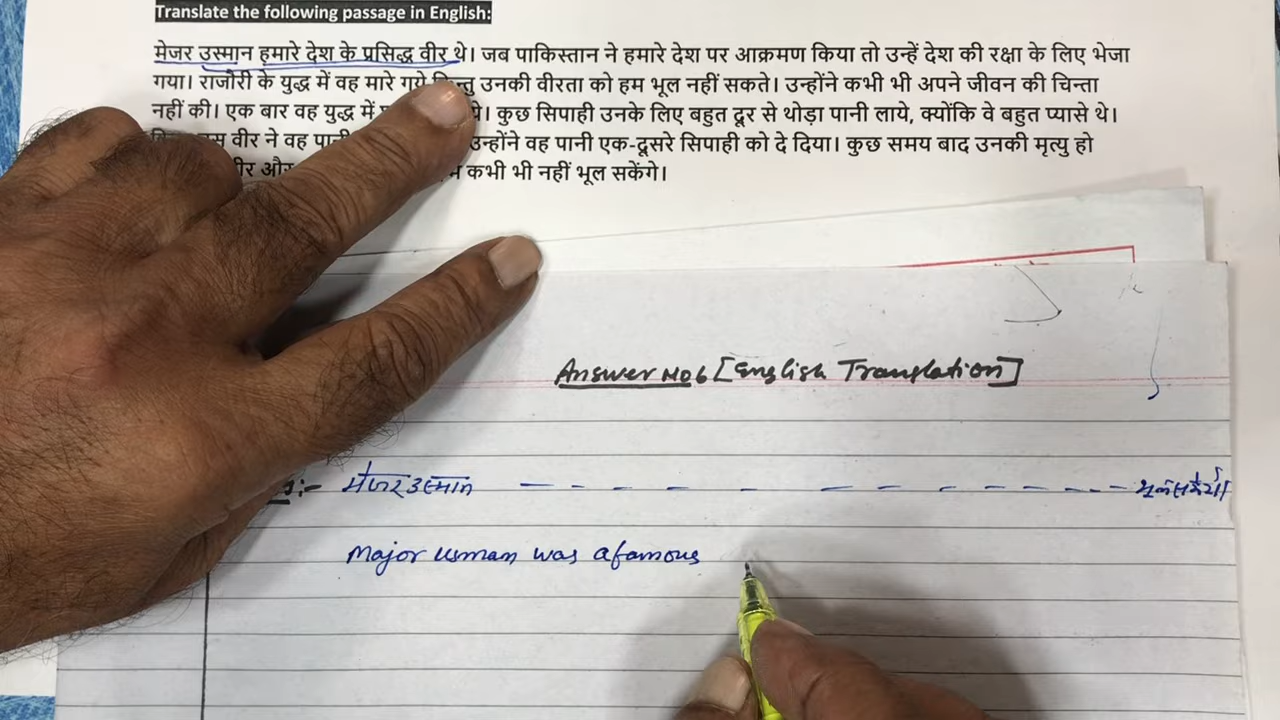 Translate the following passage in English:
मेजर उस्मान हमारे देश के प्रसिद्ध वीर थे। जब पाकिस्तान ने हमारे देश पर आक्रमण किया तो उन्हें देश की रक्षा के लिए भेजा
गया। राजौरी के युद्ध में वह मारे गये किन्तु उनकी वीरता को हम भूल नहीं सकते। उन्होंने कभी भी अपने जीवन की चिन्ता
नहीं की। एक बार वह युद्ध में कुछ सिपाही उनके लिए बहुत दूर से थोड़ा पानी लाये, क्योंकि वे बहुत प्यासे थे।
वीर ने वह उन्होंने वह पानी एक-दूसरे सिपाही को दे दिया। कुछ समय बाद उनकी मृत्यु हो
कभी भी नहीं भूल सकेंगे।
Answer No 6 [English Translation]
:- मेजर उस्मान — — — — — — — — — — — भूल सकेंगे।
Major usman was a famous